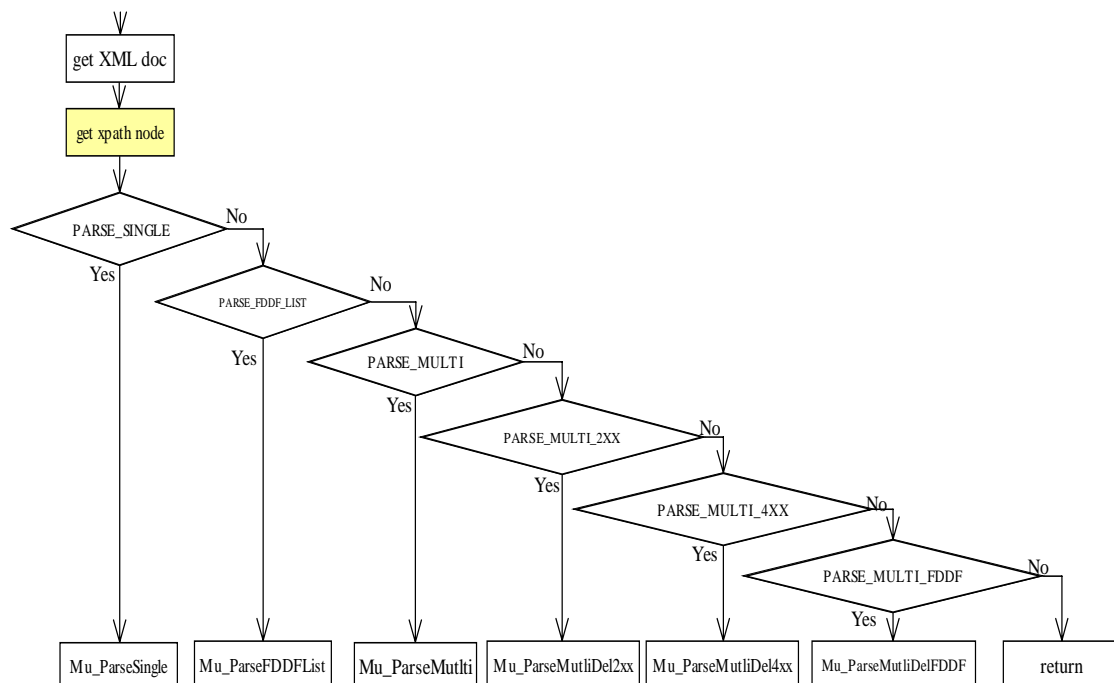 get XML doc
get xpath node
PARSE_SINGLE
No
Yes
PARSE_FDDF_LIST
No
Yes
PARSE_MULTI
No
Yes
PARSE_MULTI_2XX
No
Yes
PARSE_MULTI_4XX
No
Yes
PARSE_MULTI_FDDF
No
Yes
Mu_ParseSingle
Mu_ParseFDDFList
Mu_ParseMutlti
Mu_ParseMutliDel2xx
Mu_ParseMutliDel4xx
Mu_ParseMutliDelFDDF
return